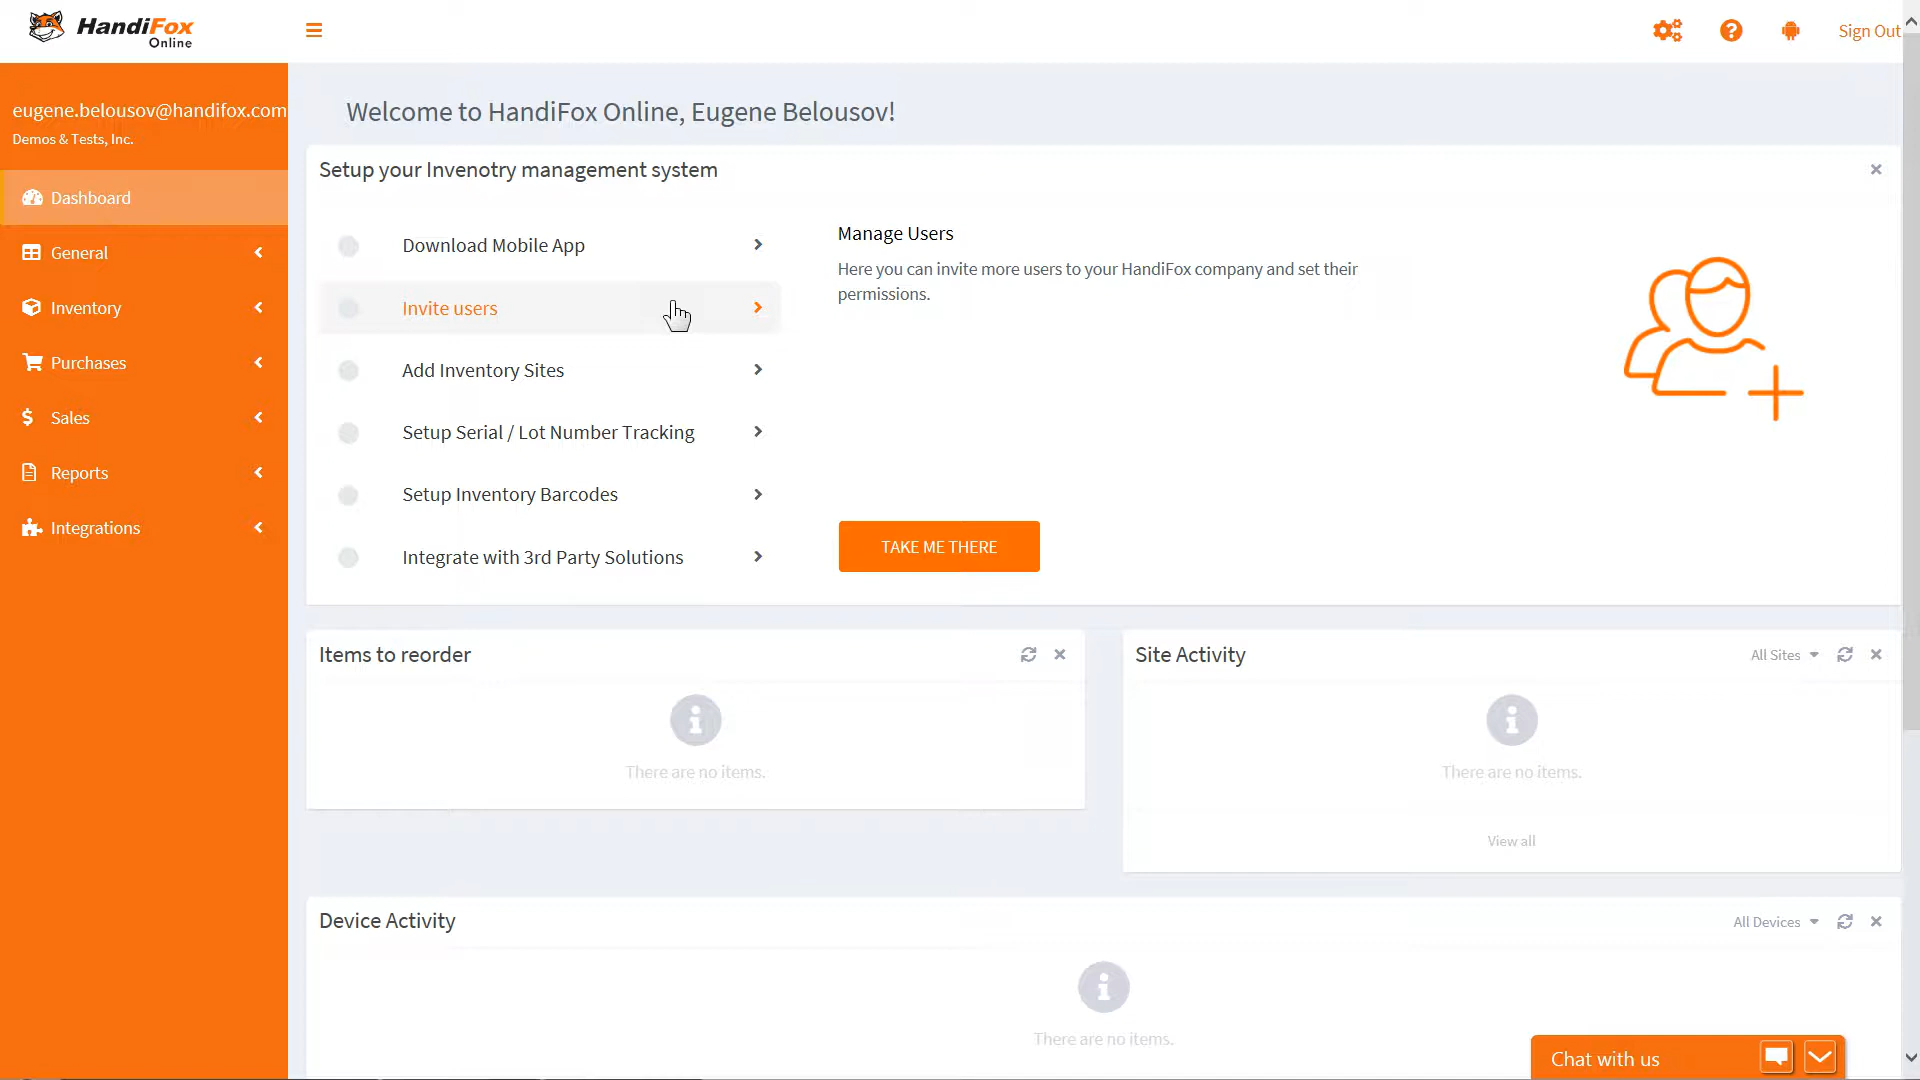 HandiFox
Online
Sign Out
eugene.belousov@handifox.com
Demos & Tests, Inc.
Dashboard
General
Inventory
Purchases
Sales
Reports
Integrations
Welcome to HandiFox Online, Eugene Belousov!
Setup your Invenotry management system
Download Mobile App
Invite users
Add Inventory Sites
Setup Serial / Lot Number Tracking
Setup Inventory Barcodes
Integrate with 3rd Party Solutions
Manage Users
Here you can invite more users to your HandiFox company and set their
permissions.
TAKE ME THERE
Items to reorder
There are no items.
Site Activity
All Sites
There are no items.
View all
Device Activity
All Devices
There are no items.
Chat with us